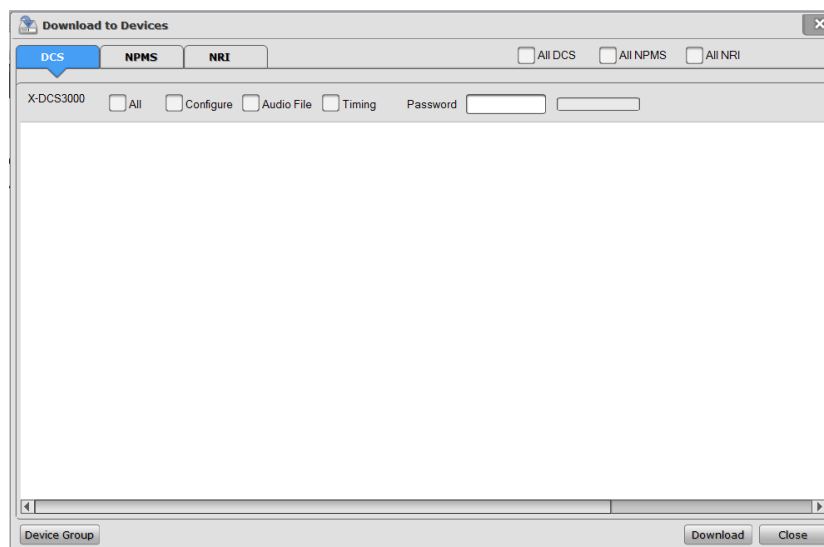 Download to Devices
DCS NPMS NRI All DCS All NPMS All NRI
X-DCS3000 All Configure Audio File Timing Password
Device Group Download Close